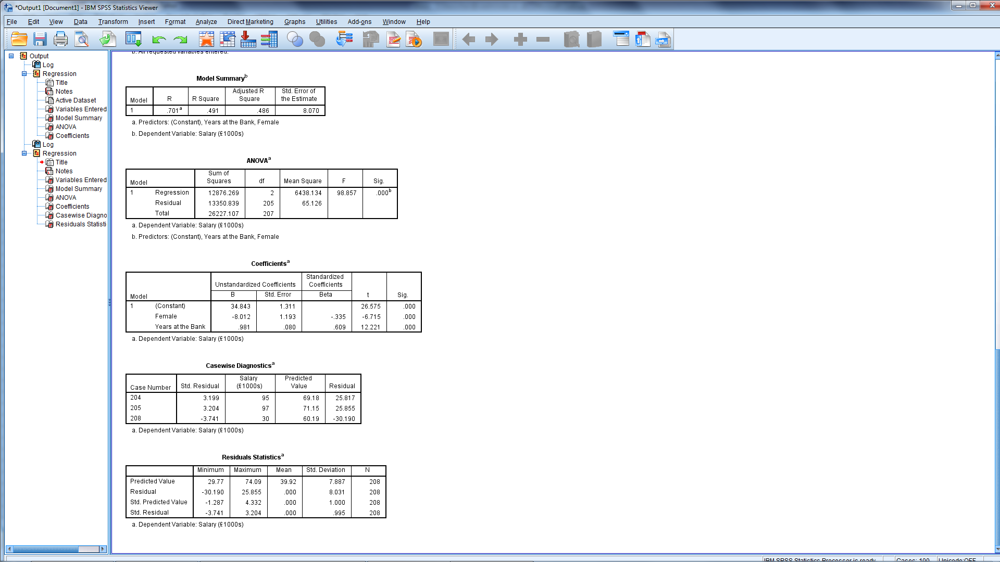 *Output1 [Document1] - IBM SPSS Statistics Viewer
File Edit View Data Transform Insert Format Analyze Direct Marketing Graphs Utilities Add-ons Window Help
Output
Log
Regression
Title
Notes
Active Dataset
Variables Entered
Model Summary
ANOVA
Coefficients
Log
Regression
Title
Notes
Variables Entered
Model Summary
ANOVA
Coefficients
Casewise Diagno
Residuals Statisti
b. All requested variables entered.
Model Summary b
Model R R Square Adjusted R Square Std. Error of the Estimate
1 .701 a .491 .486 8.070
a. Predictors: (Constant), Years at the Bank, Female
b. Dependent Variable: Salary (£1000s)
ANOVA a
Model Sum of Squares df Mean Square F Sig.
1 Regression 12876.269 2 6438.134 98.857 .000 b
Residual 13350.839 205 65.126
Total 26227.107 207
a. Dependent Variable: Salary (£1000s)
b. Predictors: (Constant), Years at the Bank, Female
Coefficients a
Model Unstandardized Coefficients Standardized Coefficients t Sig.
B Std. Error Beta
1 (Constant) 34.843 1.311 26.575 .000
Female -8.012 1.193 -.335 -6.715 .000
Years at the Bank .981 .080 .609 12.221 .000
a. Dependent Variable: Salary (£1000s)
Casewise Diagnostics a
Case Number Std. Residual Salary (£1000s) Predicted Value Residual
204 3.199 95 69.18 25.817
205 3.204 97 71.15 25.855
208 -3.741 30 60.19 -30.190
a. Dependent Variable: Salary (£1000s)
Residuals Statistics a
Minimum Maximum Mean Std. Deviation N
Predicted Value 29.77 74.09 39.92 7.887 208
Residual -30.190 25.855 .000 8.031 208
Std. Predicted Value -1.287 4.332 .000 1.000 208
Std. Residual -3.741 3.204 .000 .995 208
a. Dependent Variable: Salary (£1000s)
IBM SPSS Statistics Processor is ready Cases: 100 Unicode:OFF